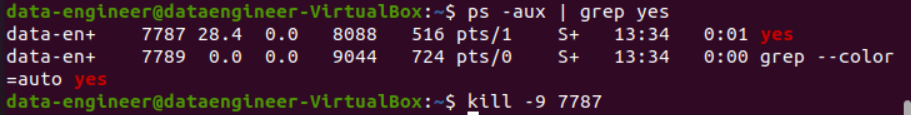 data-engineer@dataengineer-VirtualBox:~$ ps -aux | grep yes
data-en+    7787 28.4  0.0   8088   516 pts/1    S+   13:34   0:01 yes
data-en+    7789  0.0  0.0   9044   724 pts/0    S+   13:34   0:00 grep --color
=auto yes
data-engineer@dataengineer-VirtualBox:~$ kill -9 7787